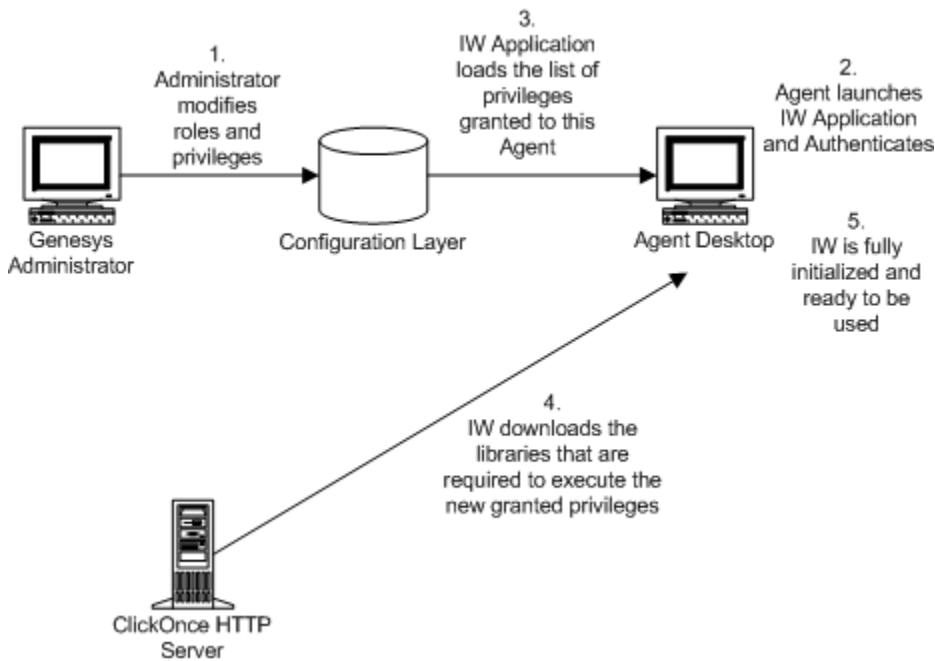 1.
Administrator
modifies
roles and
privileges
3.
IW Application
loads the list of
privileges
granted to this
Agent
2.
Agent launches
IW Application
and Authenticates
Genesys
Administrator
Configuration Layer
Agent Desktop
5.
IW is fully
initialized and
ready to be
used
4.
IW downloads the
libraries that are
required to execute the
new granted privileges
ClickOnce HTTP
Server